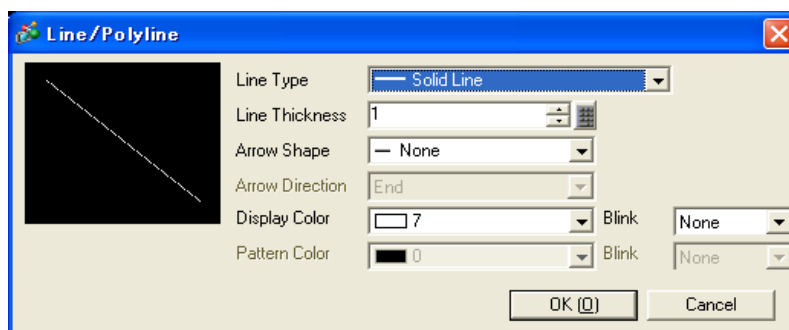 Line/Polyline
Line Type Solid Line
Line Thickness 1
Arrow Shape None
Arrow Direction End
Display Color 7 Blink None
Pattern Color 0 Blink None
OK (O) Cancel